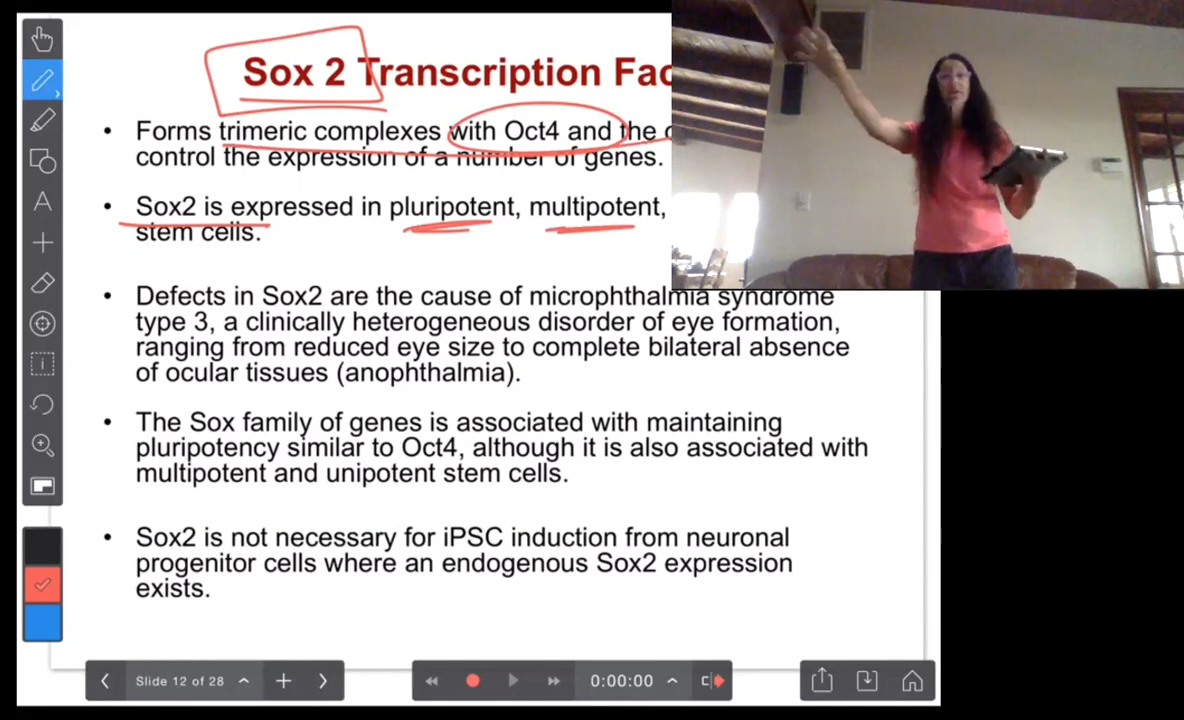 Sox 2 Transcription Fac
• Forms trimeric complexes with Oct4 and the
control the expression of a number of genes.
• Sox2 is expressed in pluripotent, multipotent,
stem cells.
• Defects in Sox2 are the cause of microphthalmia syndrome
type 3, a clinically heterogeneous disorder of eye formation,
ranging from reduced eye size to complete bilateral absence
of ocular tissues (anophthalmia).
• The Sox family of genes is associated with maintaining
pluripotency similar to Oct4, although it is also associated with
multipotent and unipotent stem cells.
• Sox2 is not necessary for iPSC induction from neuronal
progenitor cells where an endogenous Sox2 expression
exists.
Slide 12 of 28
0:00:00